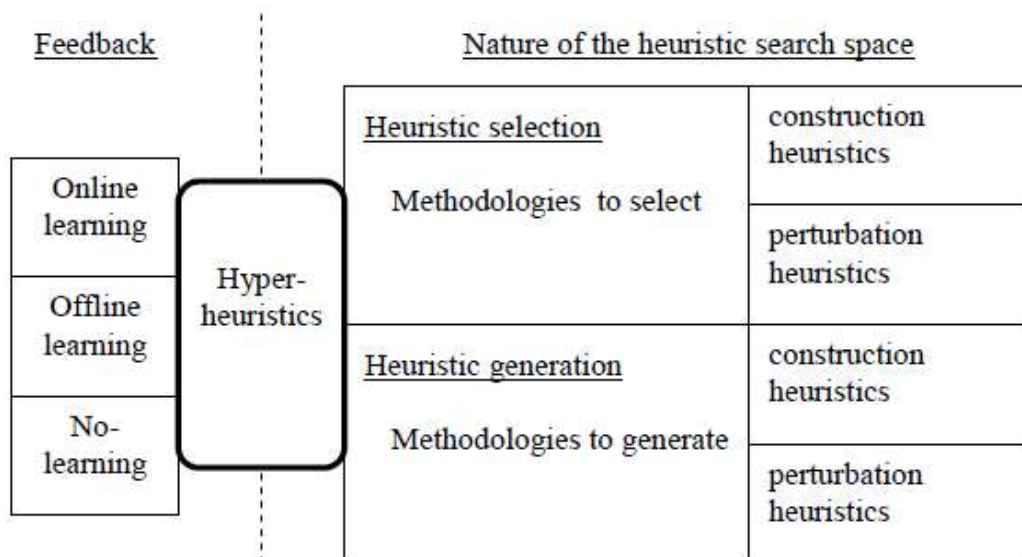 Feedback
Nature of the heuristic search space
Online
learning
Offline
learning
No-
learning
Hyper-
heuristics
Heuristic selection
Methodologies to select
construction
heuristics
perturbation
heuristics
Heuristic generation
Methodologies to generate
construction
heuristics
perturbation
heuristics